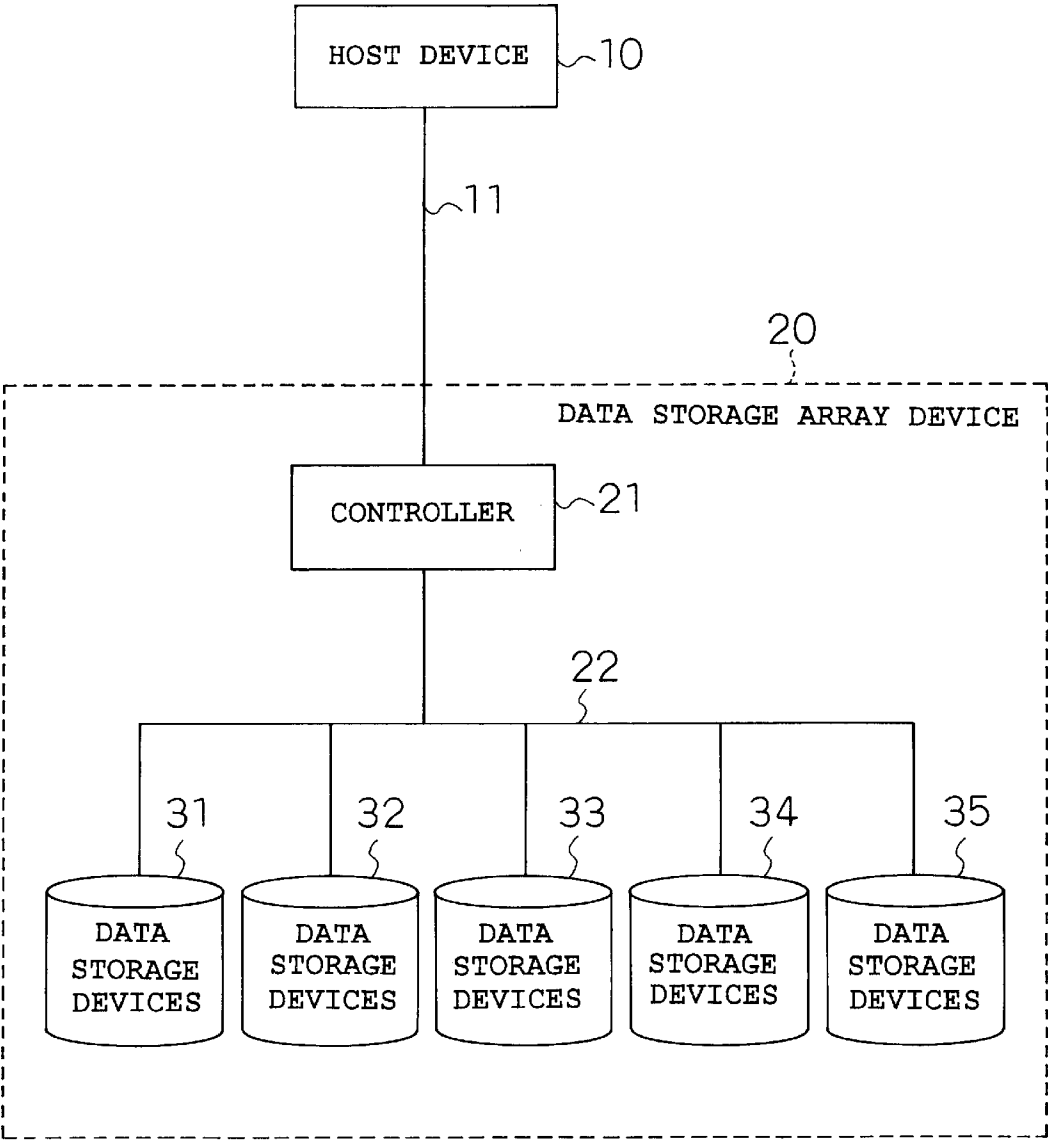 HOST DEVICE
10
11
20
DATA STORAGE ARRAY DEVICE
CONTROLLER
21
22
31
32
33
34
35
DATA
STORAGE
DEVICES
DATA
STORAGE
DEVICES
DATA
STORAGE
DEVICES
DATA
STORAGE
DEVICES
DATA
STORAGE
DEVICES